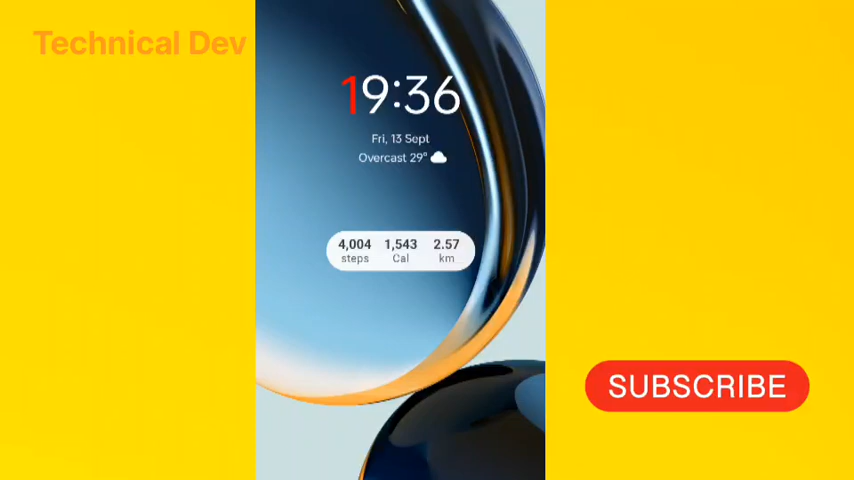 Technical Dev
19:36
Fri, 13 Sept
Overcast 29°
4,004 1,543 2.57
steps Cal km
SUBSCRIBE